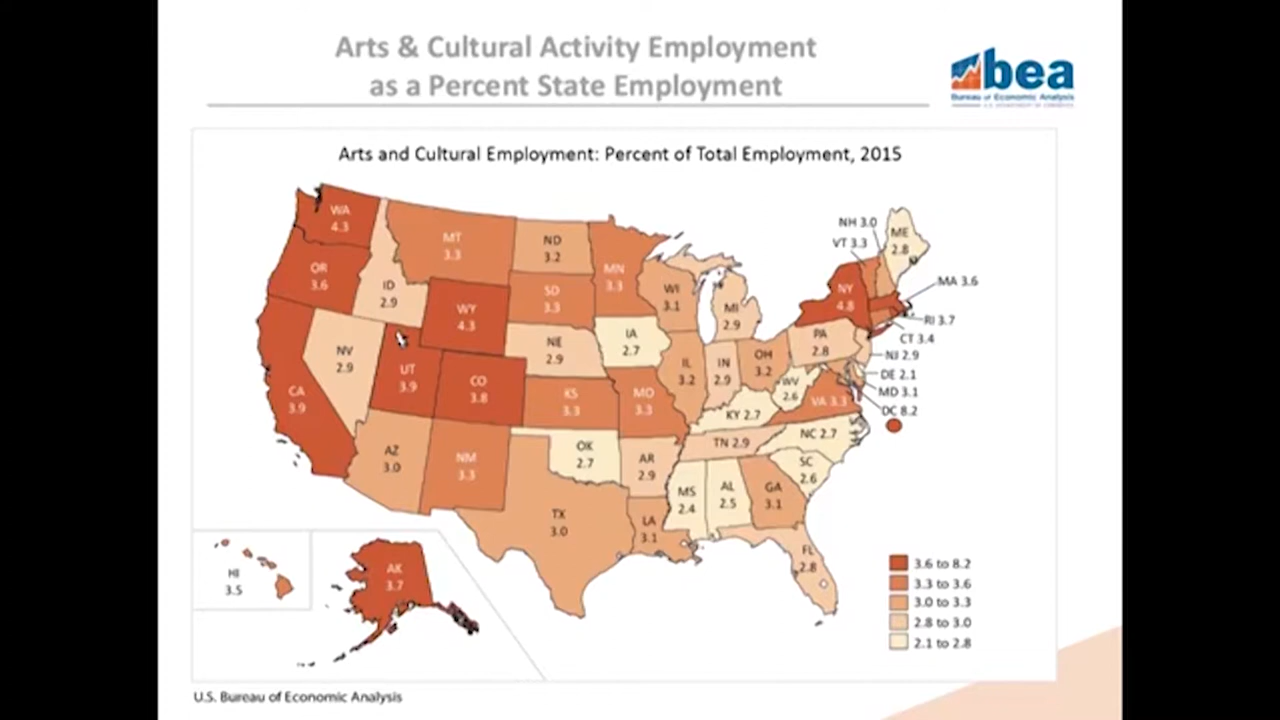 Arts & Cultural Activity Employment
as a Percent State Employment
bea
Bureau of Economic Analysis
Arts and Cultural Employment: Percent of Total Employment, 2015
WA
4.3
OR
3.6
CA
3.9
ID
2.9
NV
2.9
MT
3.3
WY
4.3
UT
3.9
CO
3.8
AZ
3.0
NM
3.3
ND
3.2
SD
3.3
NE
2.9
KS
3.3
OK
2.7
TX
3.0
MN
3.3
IA
2.7
MO
3.3
AR
2.9
LA
3.1
WI
3.1
IL
3.2
MI
2.9
IN
2.9
OH
3.2
KY 2.7
TN 2.9
MS
2.4
AL
2.5
GA
3.1
FL
2.8
SC
2.6
NC 2.7
VA 3.3
WV
2.6
PA
2.8
NY
4.8
NH 3.0
VT 3.3
ME
2.8
MA 3.6
RI 3.7
CT 3.4
NJ 2.9
DE 2.1
MD 3.1
DC 8.2
HI
3.5
AK
3.7
3.6 to 8.2
3.3 to 3.6
3.0 to 3.3
2.8 to 3.0
2.1 to 2.8
U.S. Bureau of Economic Analysis